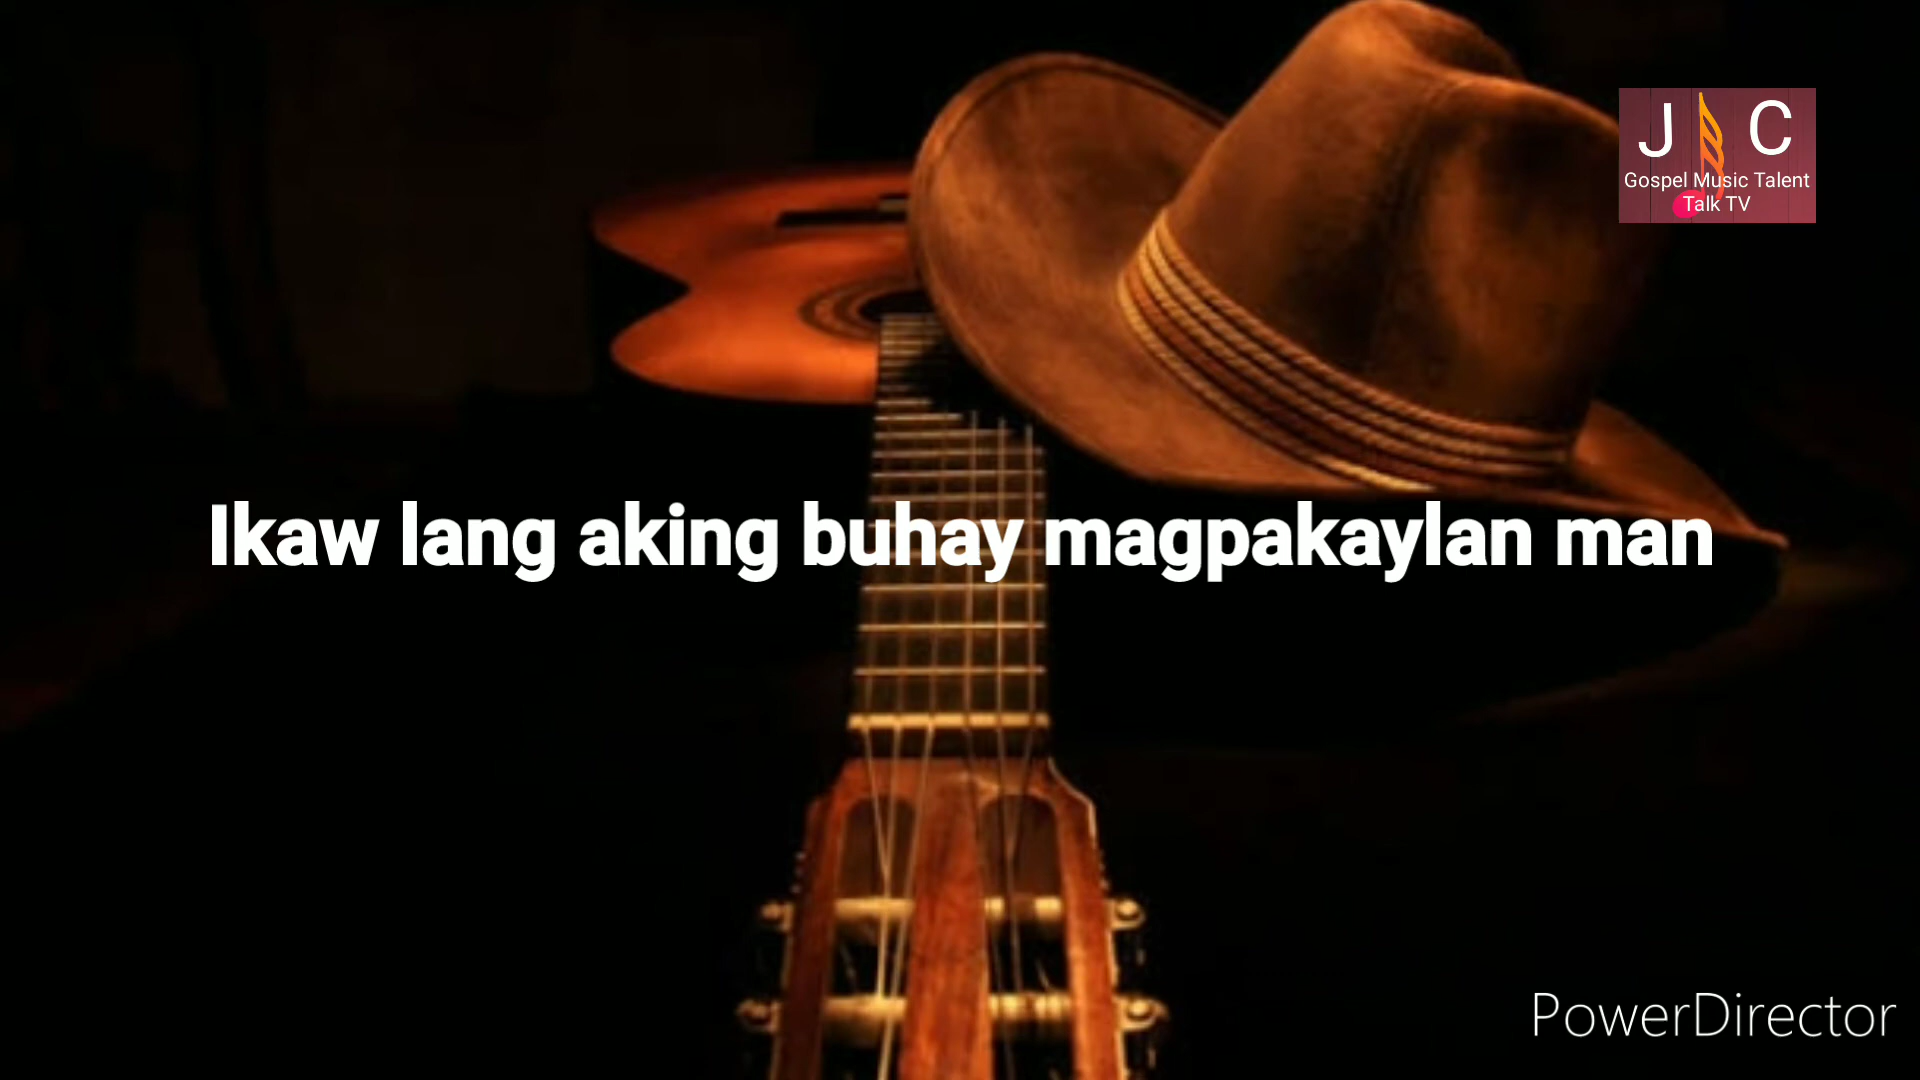 J C
Gospel Music Talent
Talk TV
Ikaw lang aking buhay magpakaylan man
PowerDirector